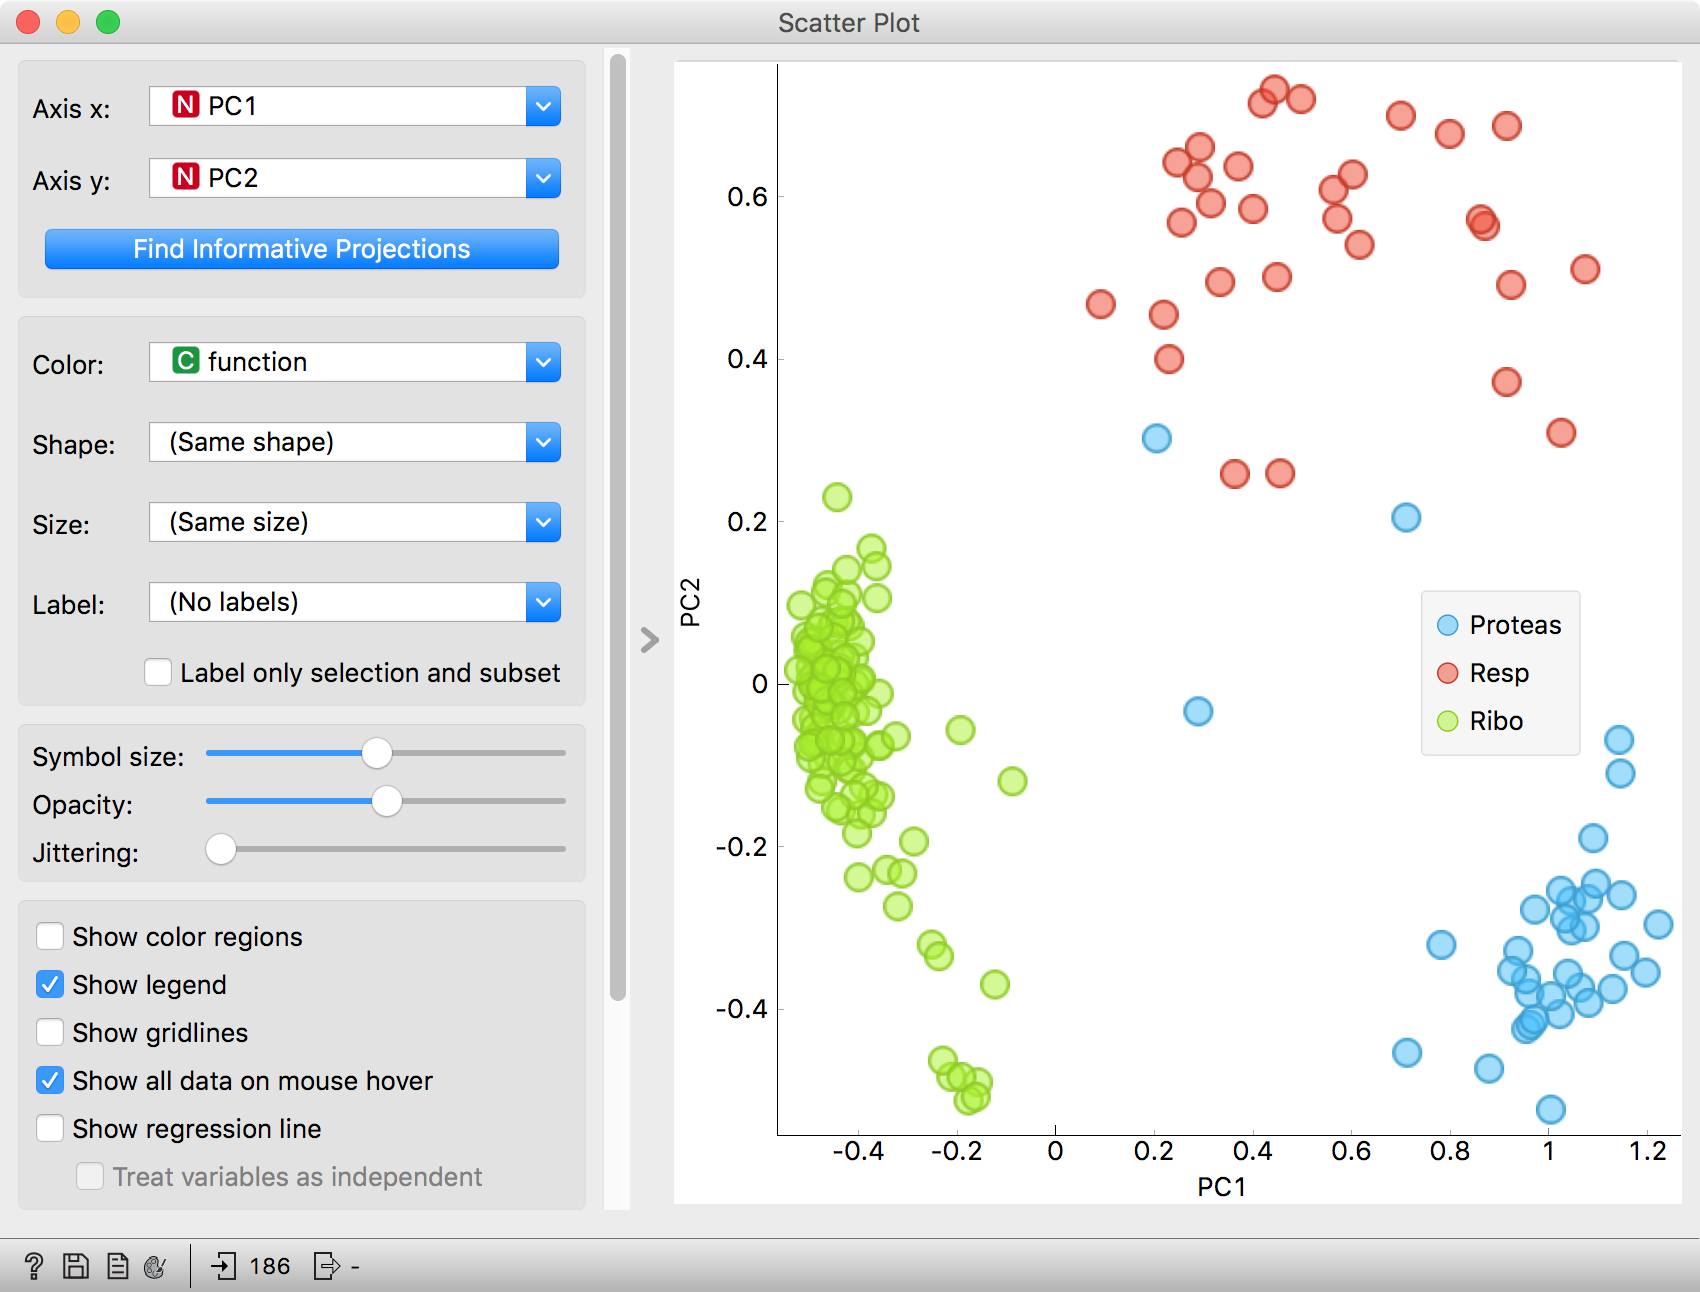 Scatter Plot
Axis x: N PC1
Axis y: N PC2
Find Informative Projections
Color: C function
Shape: (Same shape)
Size: (Same size)
Label: (No labels)
Label only selection and subset
Symbol size:
Opacity:
Jittering:
Show color regions
Show legend
Show gridlines
Show all data on mouse hover
Show regression line
Treat variables as independent
? 186 -
PC2
0.6
0.4
0.2
0
-0.2
-0.4
-0.4 -0.2 0 0.2 0.4 0.6 0.8 1 1.2
PC1
Proteas
Resp
Ribo